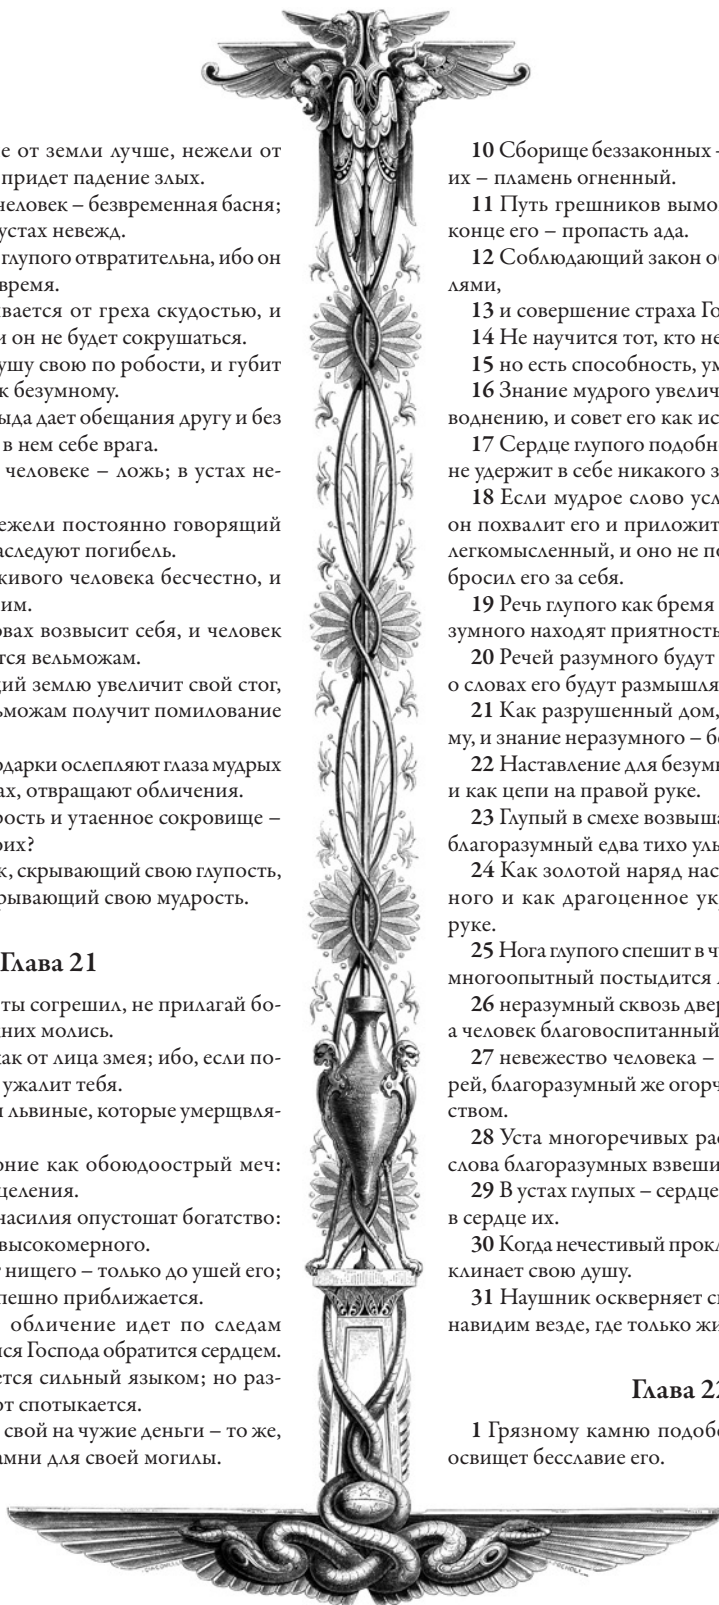 е от земли лучше, нежели от
придет падение злых.
человек – безвременная басня;
устах невежд.
глупого отвратительна, ибо он
время.
вается от греха скудостью, и
и он не будет сокрушаться.
ушу свою по робости, и губит
к безумному.
ыда дает обещания другу и без
в нем себе врага.
человеке – ложь; в устах не-
ежели постоянно говорящий
аследуют погибель.
живого человека бесчестно, и
ним.
овах возвысит себя, и человек
тся вельможам.
щий землю увеличит свой стог,
льможам получит помилование
одарки ослепляют глаза мудрых
ах, отвращают обличения.
рость и утаенное сокровище –
оих?
к, скрывающий свою глупость,
рывающий свою мудрость.
Глава 21
ты согрешил, не прилагай бо-
них молись.
как от лица змея; ибо, если по-
ужалит тебя.
и львиные, которые умерщвля-
оние как обоюдоострый меч:
целения.
насилия опустошат богатство:
высокомерного.
т нищего – только до ушей его;
пешно приближается.
обличение идет по следам
йся Господа обратится сердцем.
ется сильный языком; но раз-
от спотыкается.
свой на чужие деньги – то же,
амни для своей могилы.
10 Сборище беззаконных –
их – пламень огненный.
11 Путь грешников вымо
конце его – пропасть ада.
12 Соблюдающий закон об
лями,
13 и совершение страха Го
14 Не научится тот, кто не
15 но есть способность, ум
16 Знание мудрого увелич
воднению, и совет его как ис
17 Сердце глупого подобн
не удержит в себе никакого з
18 Если мудрое слово усл
он похвалит его и приложит
легкомысленный, и оно не по
бросил его за себя.
19 Речь глупого как бремя
зумного находят приятность
20 Речей разумного будут
о словах его будут размышля
21 Как разрушенный дом,
му, и знание неразумного – бе
22 Наставление для безумн
и как цепи на правой руке.
23 Глупый в смехе возвыша
благоразумный едва тихо улы
24 Как золотой наряд нас
ного и как драгоценное ук
руке.
25 Нога глупого спешит в ч
многоопытный постыдится л
26 неразумный сквозь двер
а человек благовоспитанный
27 невежество человека –
рей, благоразумный же огорч
ством.
28 Уста многоречивых рас
слова благоразумных взвеши
29 В устах глупых – сердце
в сердце их.
30 Когда нечестивый прокл
клинает свою душу.
31 Наушник оскверняет св
навидим везде, где только жи
Глава 22
1 Грязному камню подобе
освищет бесславие его.